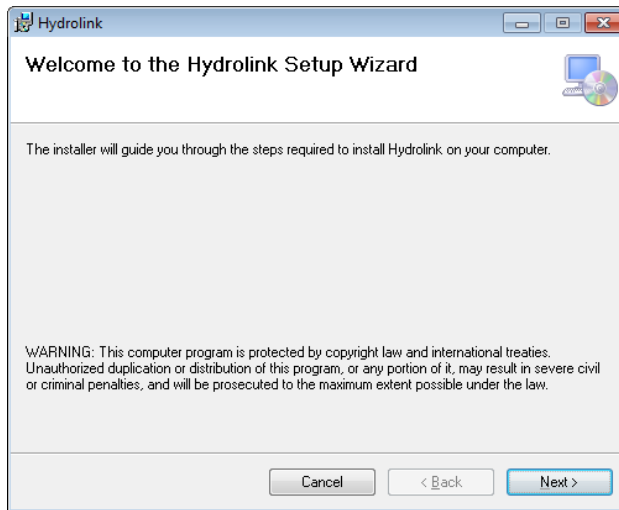 Hydrolink
Welcome to the Hydrolink Setup Wizard
The installer will guide you through the steps required to install Hydrolink on your computer.
WARNING: This computer program is protected by copyright law and international treaties.
Unauthorized duplication or distribution of this program, or any portion of it, may result in severe civil
or criminal penalties, and will be prosecuted to the maximum extent possible under the law.
Cancel
< Back
Next >